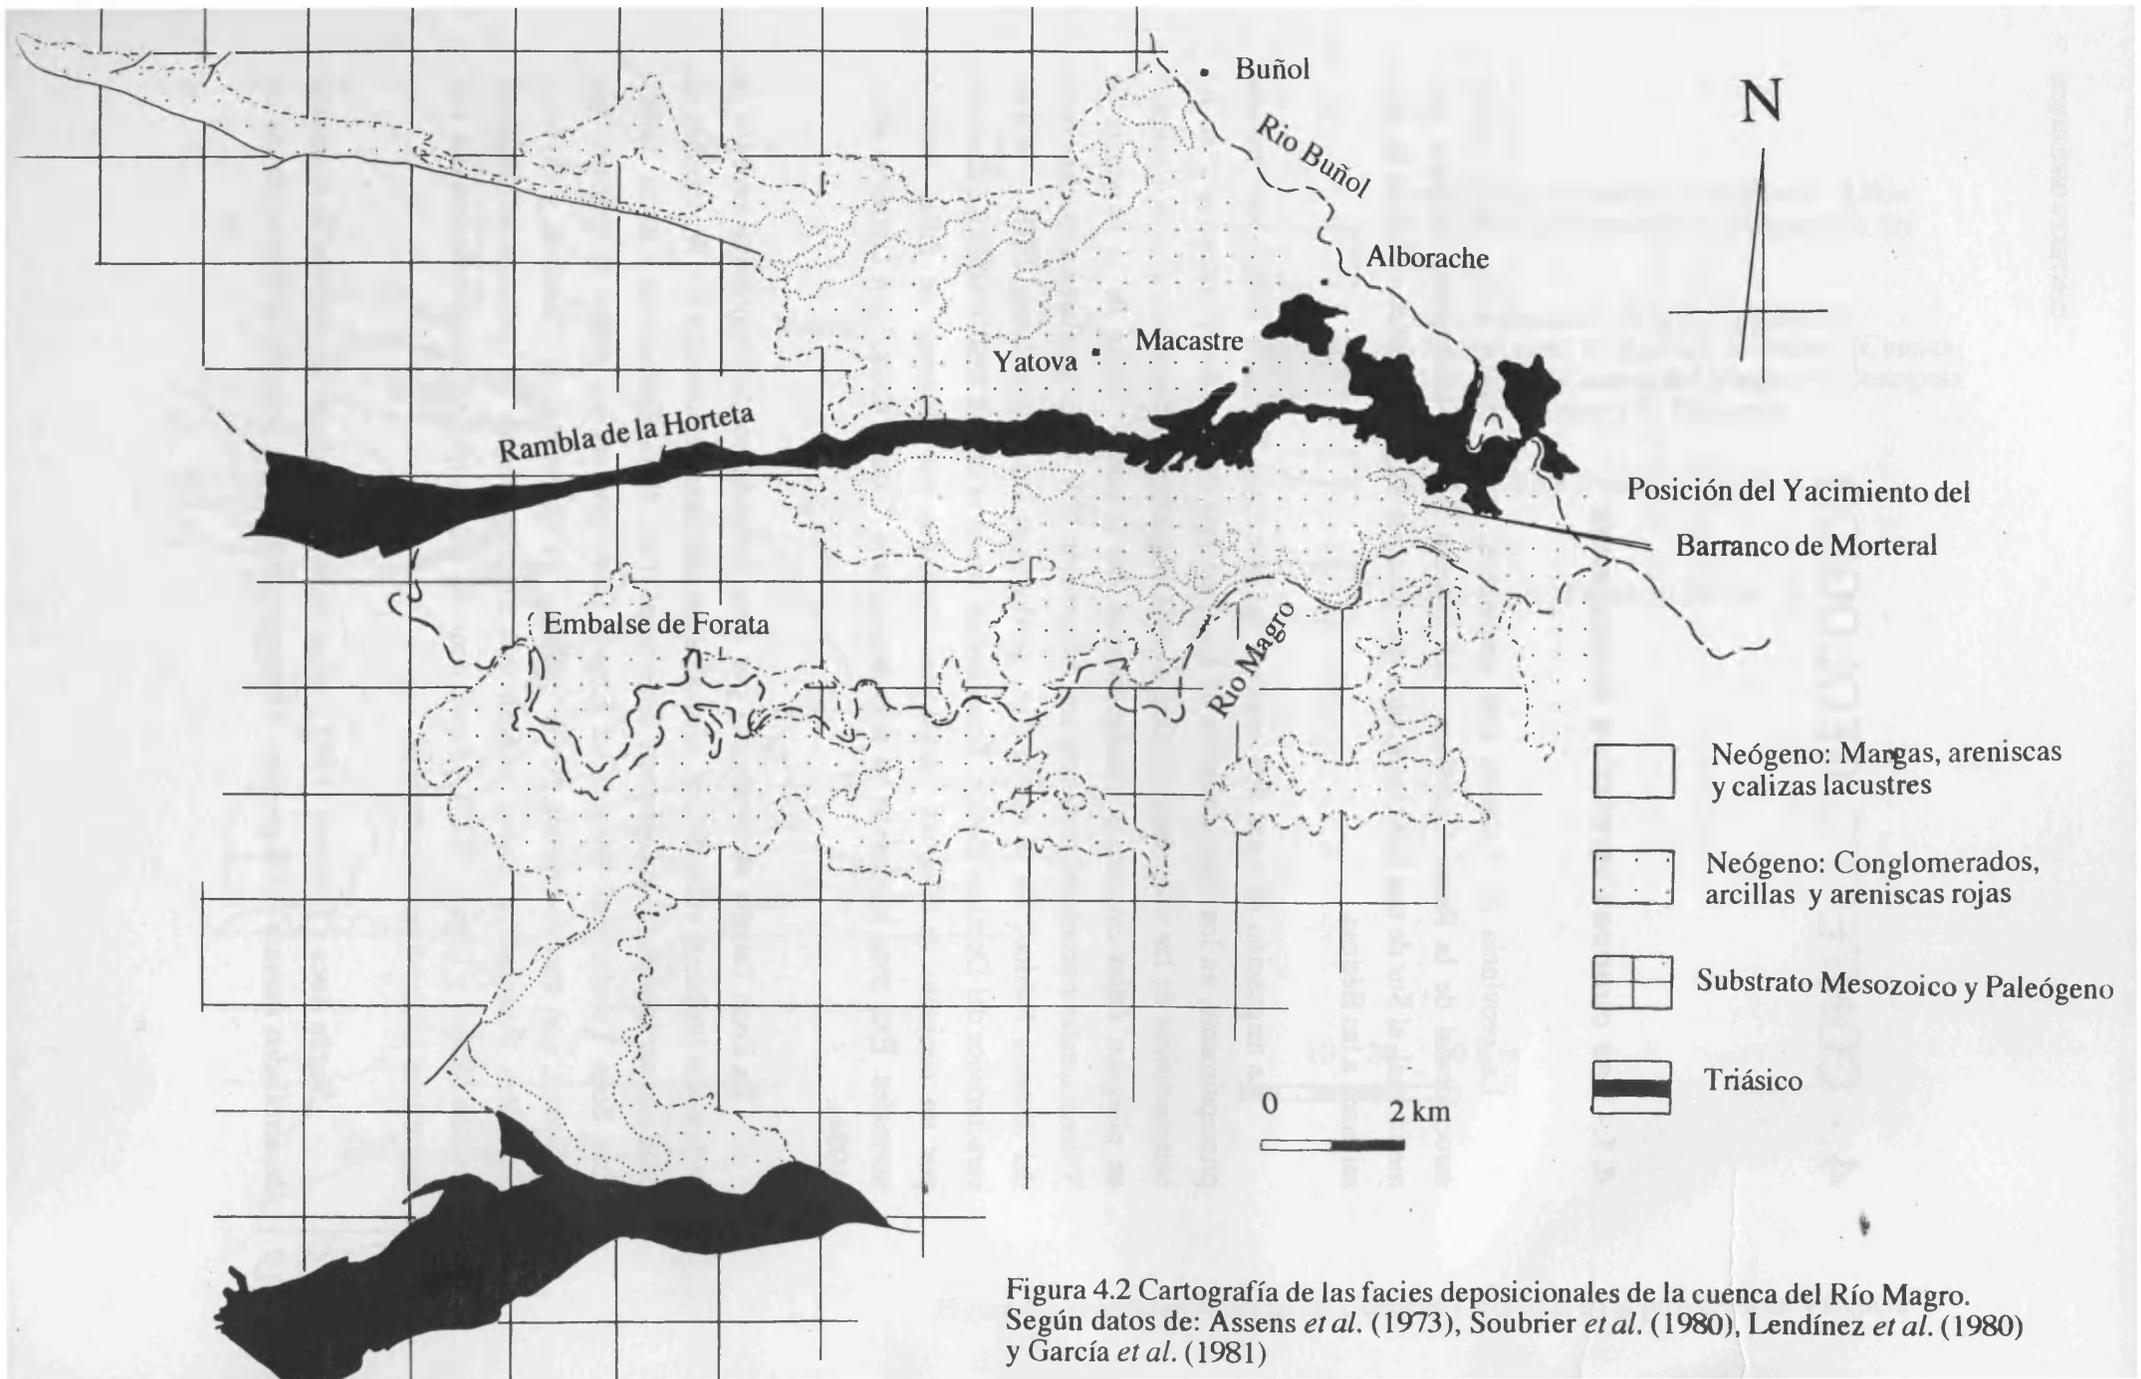 Buñol
N
Río Buñol
Alborache
Macastre
Yatova
Rambla de la Horteta
Posición del Yacimiento del
Barranco de Morteral
Embalse de Forata
Río Magro
Neógeno: Margas, areniscas
y calizas lacustres
Neógeno: Conglomerados,
arcillas y areniscas rojas
Substrato Mesozoico y Paleógeno
Triásico
0 2 km
Figura 4.2 Cartografía de las facies deposicionales de la cuenca del Río Magro.
Según datos de: Assens et al. (1973), Soubrier et al. (1980), Lendínez et al. (1980)
y García et al. (1981)